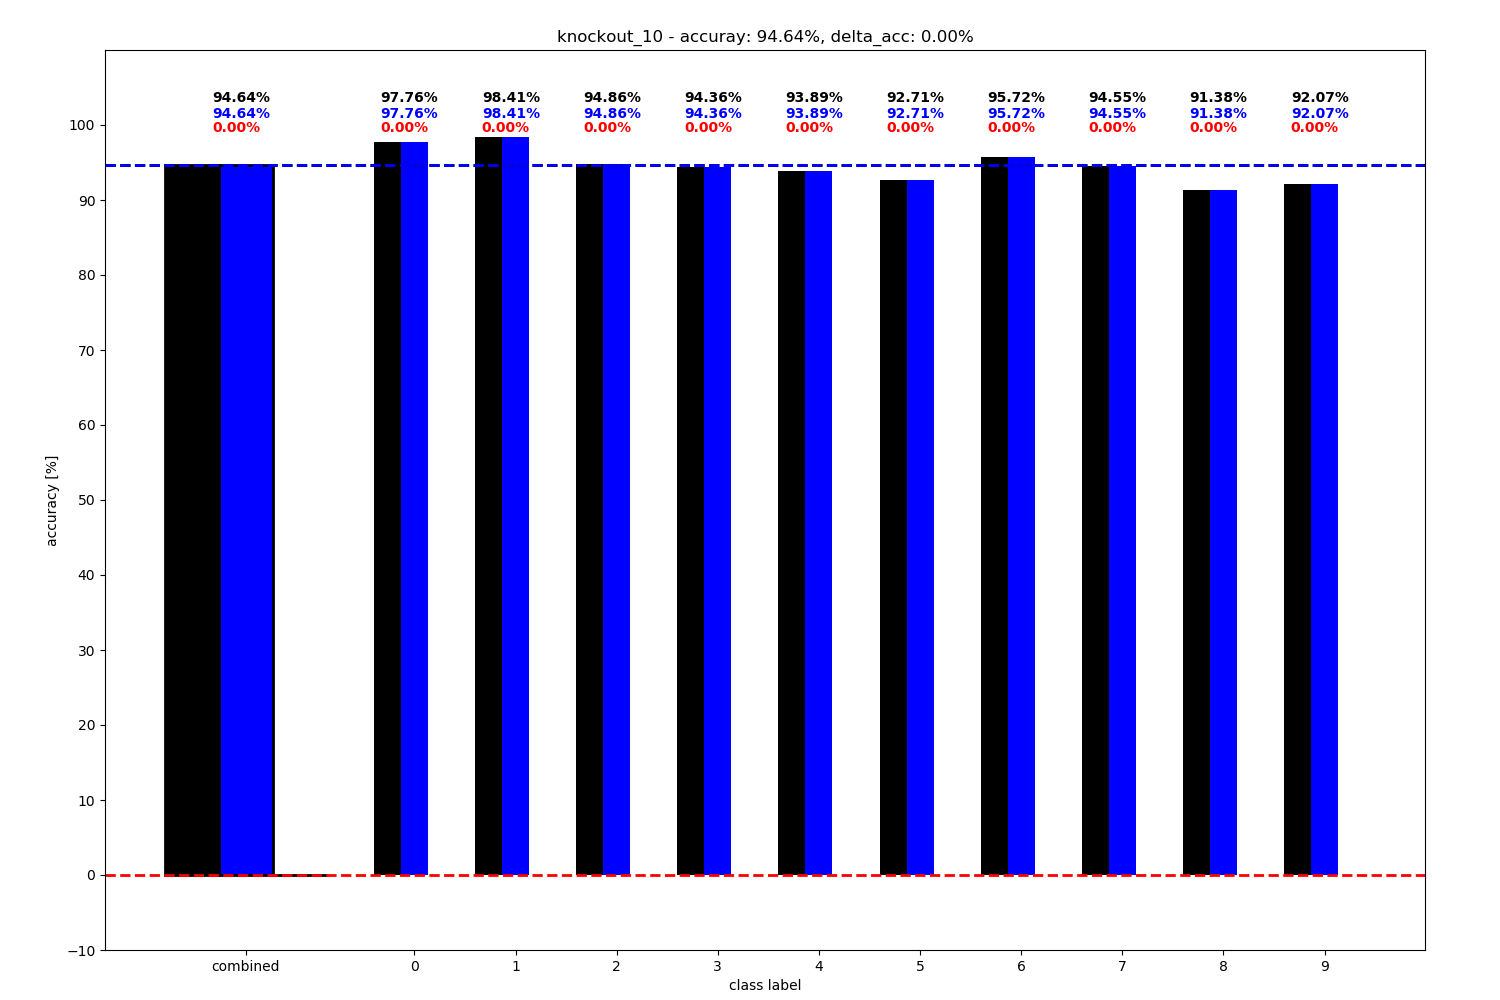 knockout_10 - accuray: 94.64%, delta_acc: 0.00%
94.64% 97.76% 98.41% 94.86% 94.36% 93.89% 92.71% 95.72% 94.55% 91.38% 92.07%
94.64% 97.76% 98.41% 94.86% 94.36% 93.89% 92.71% 95.72% 94.55% 91.38% 92.07%
0.00% 0.00% 0.00% 0.00% 0.00% 0.00% 0.00% 0.00% 0.00% 0.00% 0.00%
100
90
80
70
60
50
40
30
20
10
0
−10
accuracy [%]
combined 0 1 2 3 4 5 6 7 8 9
class label